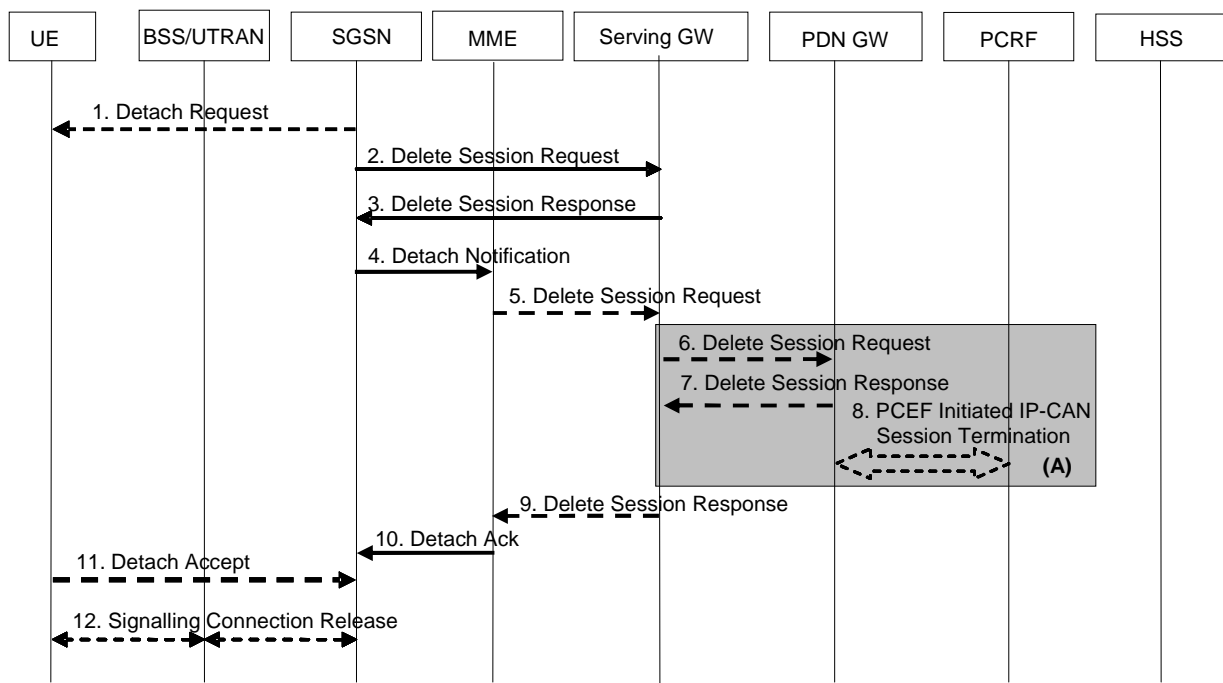 UE BSS/UTRAN SGSN MME Serving GW PDN GW PCRF HSS
1. Detach Request
2. Delete Session Request
3. Delete Session Response
4. Detach Notification
5. Delete Session Request
6. Delete Session Request
7. Delete Session Response
8. PCEF Initiated IP-CAN
Session Termination
(A)
9. Delete Session Response
10. Detach Ack
11. Detach Accept
12. Signalling Connection Release